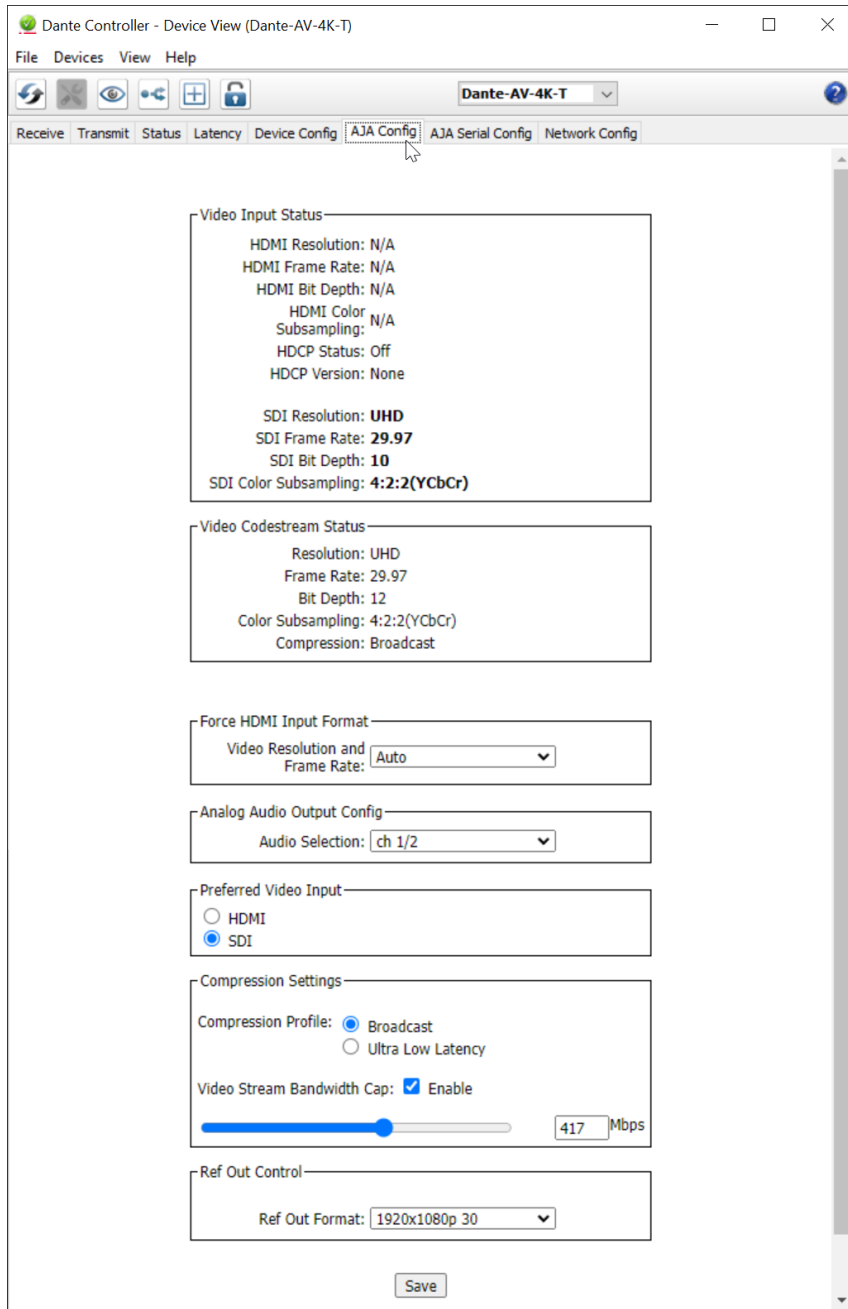 Dante Controller - Device View (Dante-AV-4K-T)
File Devices View Help
Dante-AV-4K-T
?
Receive Transmit Status Latency Device Config AJA Config AJA Serial Config Network Config
Video Input Status
HDMI Resolution: N/A
HDMI Frame Rate: N/A
HDMI Bit Depth: N/A
HDMI Color
Subsampling: N/A
HDCP Status: Off
HDCP Version: None
SDI Resolution: UHD
SDI Frame Rate: 29.97
SDI Bit Depth: 10
SDI Color Subsampling: 4:2:2(YCbCr)
Video Codestream Status
Resolution: UHD
Frame Rate: 29.97
Bit Depth: 12
Color Subsampling: 4:2:2(YCbCr)
Compression: Broadcast
Force HDMI Input Format
Video Resolution and
Frame Rate: Auto
Analog Audio Output Config
Audio Selection: ch 1/2
Preferred Video Input
HDMI
SDI
Compression Settings
Compression Profile: Broadcast
Ultra Low Latency
Video Stream Bandwidth Cap: Enable
417 Mbps
Ref Out Control
Ref Out Format: 1920x1080p 30
Save